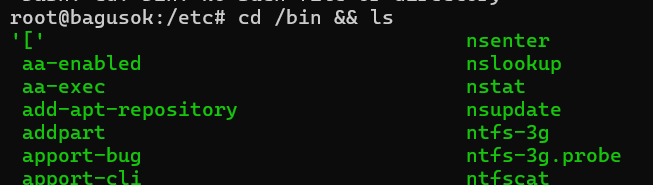 root@bagusok:/etc# cd /bin && ls
'[' nsenter
aa-enabled nslookup
aa-exec nstat
add-apt-repository nsupdate
addpart ntfs-3g
apport-bug ntfs-3g.probe
apport-cli ntfscat